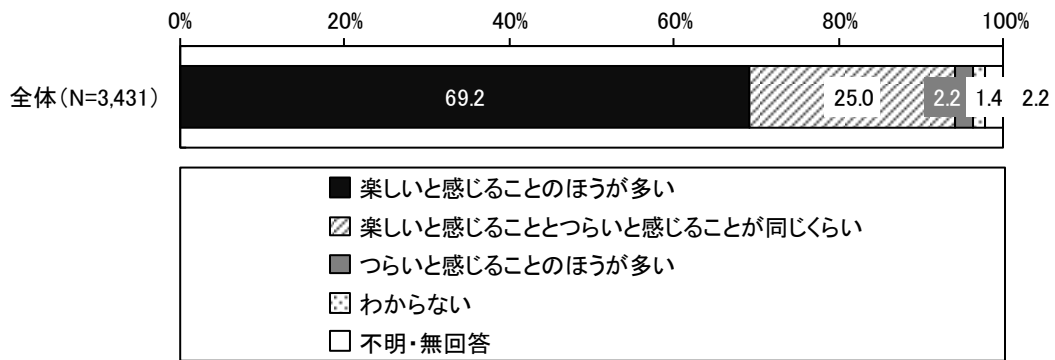 0% 20% 40% 60% 80% 100%
全体(N=3,431) 69.2 25.0 2.2 1.4 2.2
楽しいと感じることのほうが多い
楽しいと感じることとつらいと感じることが同じくらい
つらいと感じることのほうが多い
わからない
不明・無回答